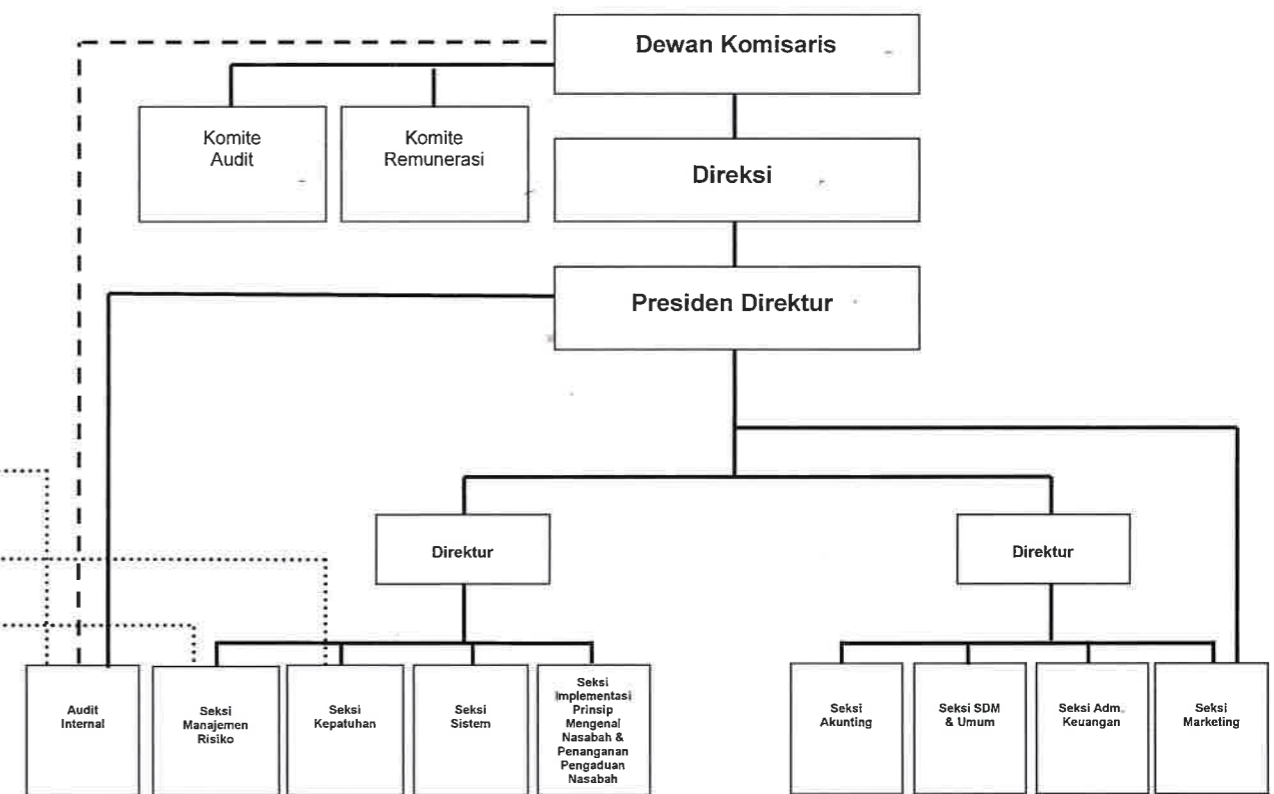 Dewan Komisaris
Komite
Audit
Komite
Remunerasi
Direksi
Presiden Direktur
Direktur
Direktur
Audit
Internal
Seksi
Manajemen
Risiko
Seksi
Kepatuhan
Seksi
Sistem
Seksi
Implementasi
Prinsip
Mengenal
Nasabah &
Penanganan
Pengaduan
Nasabah
Seksi
Akunting
Seksi SDM
& Umum
Seksi Adm.
Keuangan
Seksi
Marketing